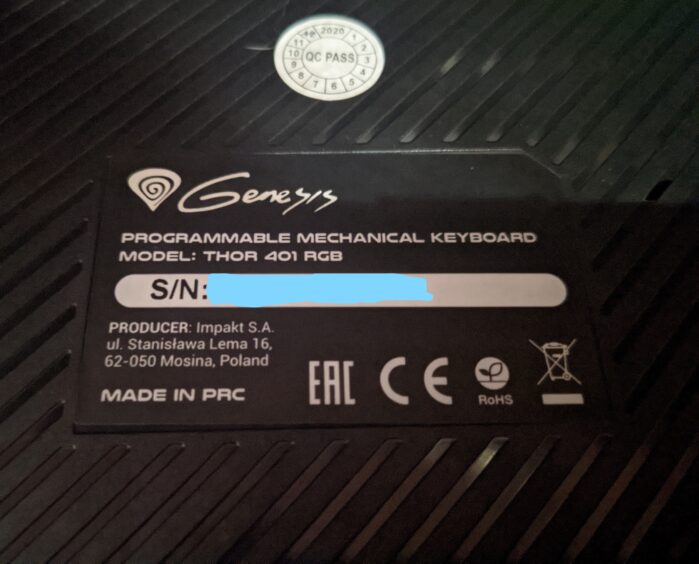 2020
12
1
2
3
4
5
6
7
8
9
10
11
QC PASS
Genesis
PROGRAMMABLE MECHANICAL KEYBOARD
MODEL: THOR 401 RGB
S/N:
PRODUCER: Impakt S.A.
ul. Stanisława Lema 16,
62-050 Mosina, Poland
MADE IN PRC
EAC CE
RoHS